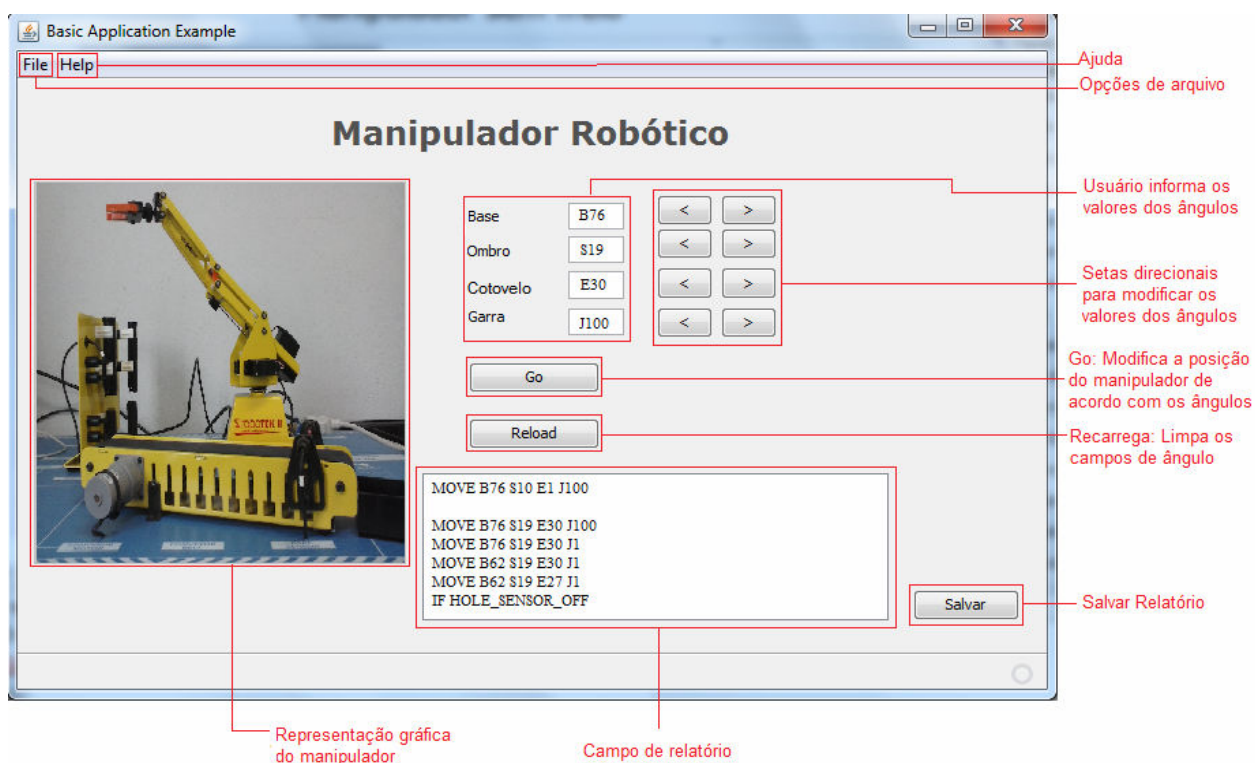 Basic Application Example
File Help
Ajuda
Opções de arquivo
Manipulador Robótico
Usuário informa os
valores dos ângulos
Base B76 < >
Ombro S19 < >
Cotovelo E30 < >
Garra J100 < >
Setas direcionais
para modificar os
valores dos ângulos
Go
Go: Modifica a posição
do manipulador de
acordo com os ângulos
Reload
Recarrega: Limpa os
campos de ângulo
MOVE B76 S10 E1 J100
MOVE B76 S19 E30 J100
MOVE B76 S19 E30 J1
MOVE B62 S19 E30 J1
MOVE B62 S19 E27 J1
IF HOLE_SENSOR_OFF
Salvar
Salvar Relatório
Representação gráfica
do manipulador
Campo de relatório